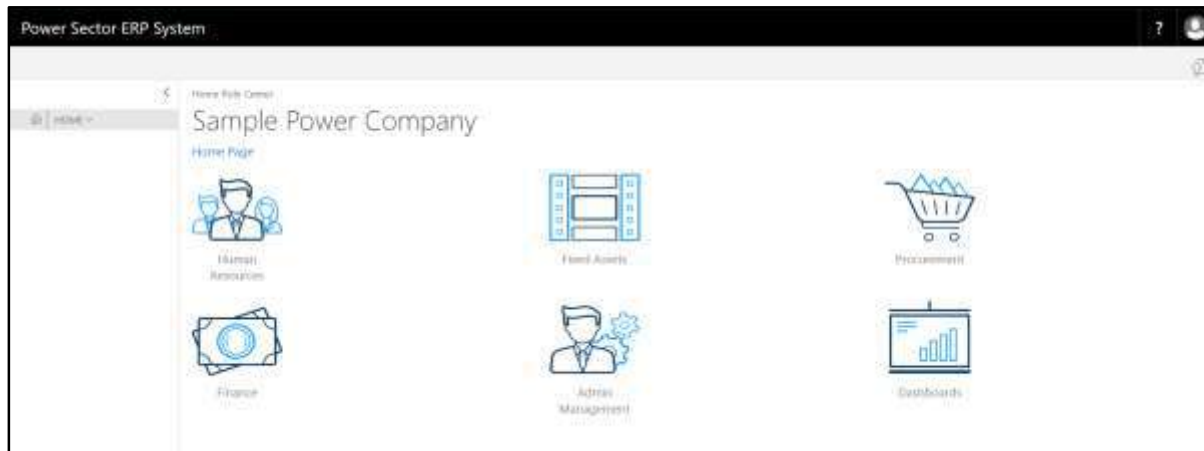 Power Sector ERP System
?
Home Role Center
HOME
Sample Power Company
Home Page
Human
Resources
Fixed Assets
Procurement
Finance
Admin
Management
Dashboards